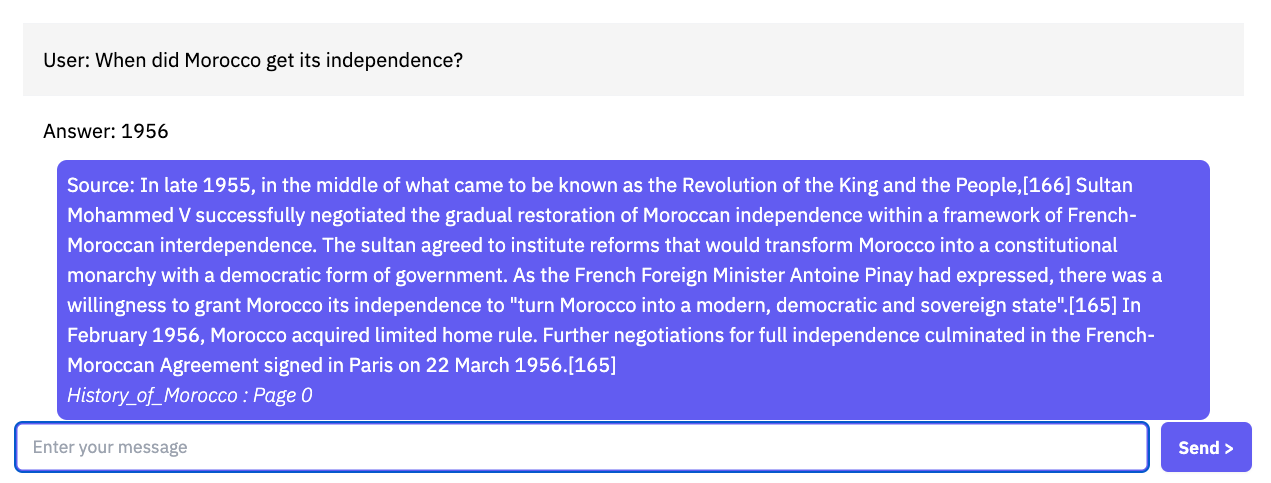 User: When did Morocco get its independence?
Answer: 1956
Source: In late 1955, in the middle of what came to be known as the Revolution of the King and the People,[166] Sultan
Mohammed V successfully negotiated the gradual restoration of Moroccan independence within a framework of French-
Moroccan interdependence. The sultan agreed to institute reforms that would transform Morocco into a constitutional
monarchy with a democratic form of government. As the French Foreign Minister Antoine Pinay had expressed, there was a
willingness to grant Morocco its independence to "turn Morocco into a modern, democratic and sovereign state".[165] In
February 1956, Morocco acquired limited home rule. Further negotiations for full independence culminated in the French-
Moroccan Agreement signed in Paris on 22 March 1956.[165]
History_of_Morocco : Page 0
Enter your message
Send >